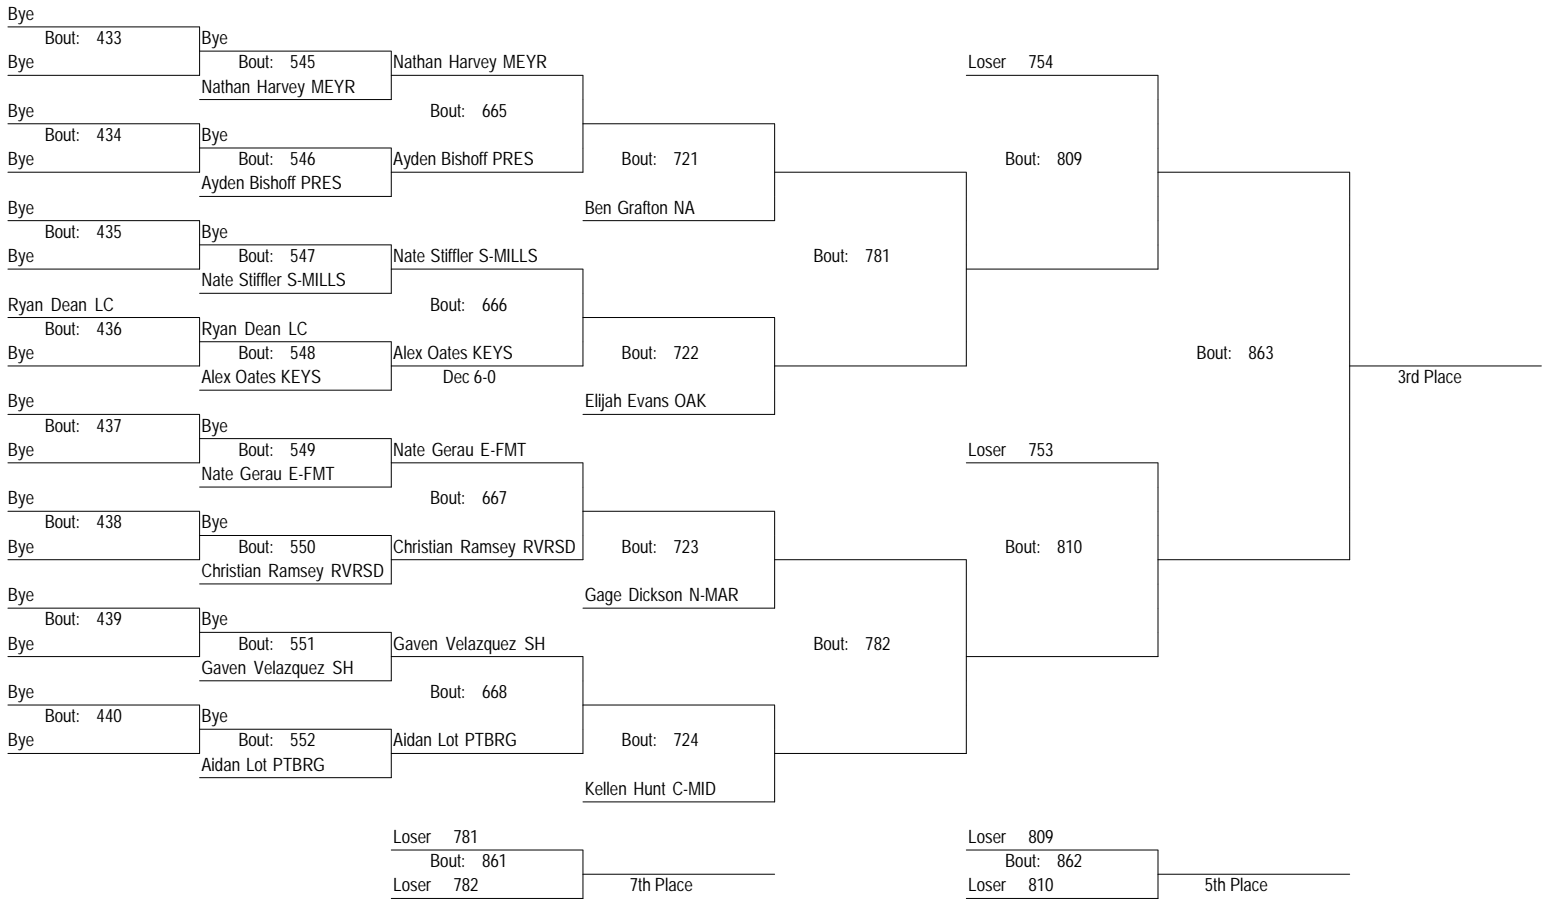 Bye
Bout: 433
Bye
Bye
Bout: 545
Nathan Harvey MEYR
Nathan Harvey MEYR
Bye
Bout: 434
Bye
Bye
Bout: 546
Ayden Bishoff PRES
Bout: 665
Ayden Bishoff PRES
Bout: 721
Ben Grafton NA
Bye
Bout: 435
Bye
Bye
Bout: 547
Nate Stiffler S-MILLS
Nate Stiffler S-MILLS
Ryan Dean LC
Bout: 436
Bye
Ryan Dean LC
Bout: 548
Alex Oates KEYS
Bout: 666
Alex Oates KEYS
Dec 6-0
Bout: 722
Elijah Evans OAK
Bout: 781
Loser 754
Bout: 809
Bye
Bout: 437
Bye
Bye
Bout: 549
Nate Gerau E-FMT
Nate Gerau E-FMT
Bye
Bout: 438
Bye
Bye
Bout: 550
Christian Ramsey RVRSD
Bout: 667
Christian Ramsey RVRSD
Bout: 723
Gage Dickson N-MAR
Bye
Bout: 439
Bye
Bye
Bout: 551
Gaven Velazquez SH
Gaven Velazquez SH
Bye
Bout: 440
Bye
Bye
Bout: 552
Aidan Lot PTBRG
Bout: 668
Aidan Lot PTBRG
Bout: 724
Kellen Hunt C-MID
Bout: 782
Loser 753
Bout: 810
Bout: 863
3rd Place
Loser 781
Bout: 861
Loser 782
7th Place
Loser 809
Bout: 862
Loser 810
5th Place